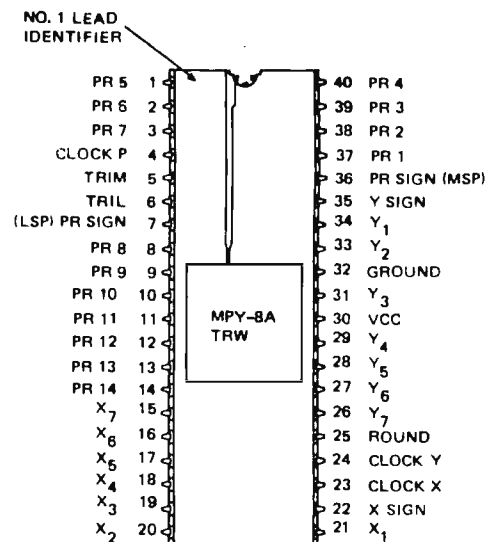 NO. 1 LEAD
IDENTIFIER
PR 5 1 40 PR 4
PR 6 2 39 PR 3
PR 7 3 38 PR 2
CLOCK P 4 37 PR 1
TRIM 5 36 PR SIGN (MSP)
TRIL 6 35 Y SIGN
(LSP) PR SIGN 7 34 Y1
PR 8 8 33 Y2
PR 9 9 32 GROUND
PR 10 10 31 Y3
PR 11 11 MPY-8A 30 VCC
TRW
PR 12 12 29 Y4
PR 13 13 28 Y5
PR 14 14 27 Y6
X7 15 26 Y7
X6 16 25 ROUND
X5 17 24 CLOCK Y
X4 18 23 CLOCK X
X3 19 22 X SIGN
X2 20 21 X1